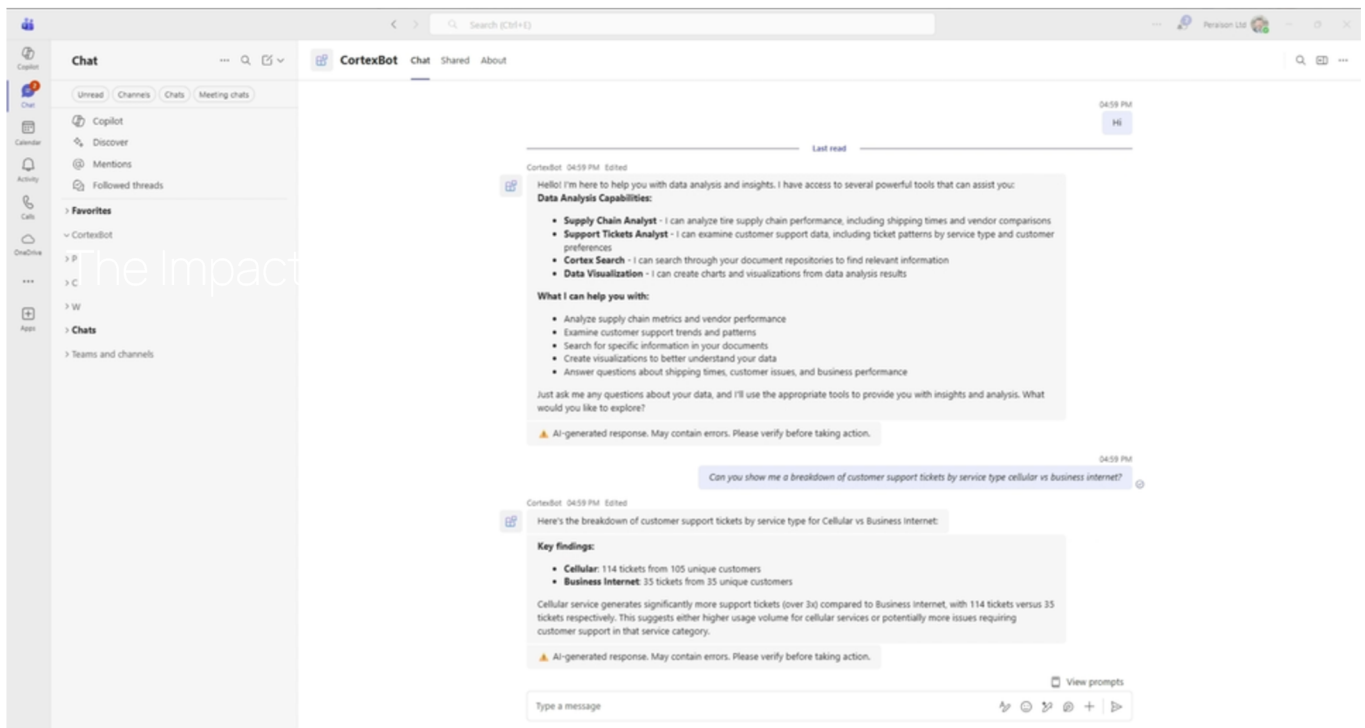 Search (Ctrl+E)
Peraison Ltd
Copilot
Chat
2
Calendar
Activity
Calls
OneDrive
Apps
Chat
Unread
Channels
Chats
Meeting chats
Copilot
Discover
Mentions
Followed threads
Favorites
CortexBot
P
C
W
The Impact
Chats
Teams and channels
CortexBot Chat Shared About
04:59 PM
Hi
Last read
CortexBot 04:59 PM Edited
Hello! I'm here to help you with data analysis and insights. I have access to several powerful tools that can assist you:
Data Analysis Capabilities:
• Supply Chain Analyst - I can analyze tire supply chain performance, including shipping times and vendor comparisons
• Support Tickets Analyst - I can examine customer support data, including ticket patterns by service type and customer
preferences
• Cortex Search - I can search through your document repositories to find relevant information
• Data Visualization - I can create charts and visualizations from data analysis results
What I can help you with:
• Analyze supply chain metrics and vendor performance
• Examine customer support trends and patterns
• Search for specific information in your documents
• Create visualizations to better understand your data
• Answer questions about shipping times, customer issues, and business performance
Just ask me any questions about your data, and I'll use the appropriate tools to provide you with insights and analysis. What
would you like to explore?
⚠ AI-generated response. May contain errors. Please verify before taking action.
04:59 PM
Can you show me a breakdown of customer support tickets by service type cellular vs business internet?
CortexBot 04:59 PM Edited
Here's the breakdown of customer support tickets by service type for Cellular vs Business Internet:
Key findings:
• Cellular: 114 tickets from 105 unique customers
• Business Internet: 35 tickets from 35 unique customers
Cellular service generates significantly more support tickets (over 3x) compared to Business Internet, with 114 tickets versus 35
tickets respectively. This suggests either higher usage volume for cellular services or potentially more issues requiring
customer support in that service category.
⚠ AI-generated response. May contain errors. Please verify before taking action.
View prompts
Type a message